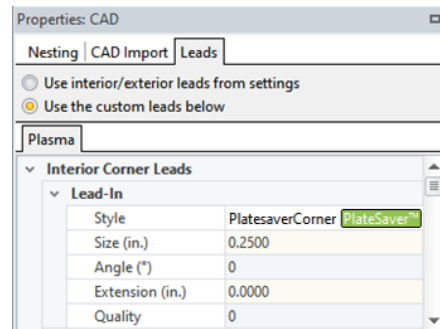 Properties: CAD
Nesting CAD Import Leads
Use interior/exterior leads from settings
Use the custom leads below
Plasma
Interior Corner Leads
Lead-In
Style PlatesaverCorner PlateSaver™
Size (in.) 0.2500
Angle (°) 0
Extension (in.) 0.0000
Quality 0